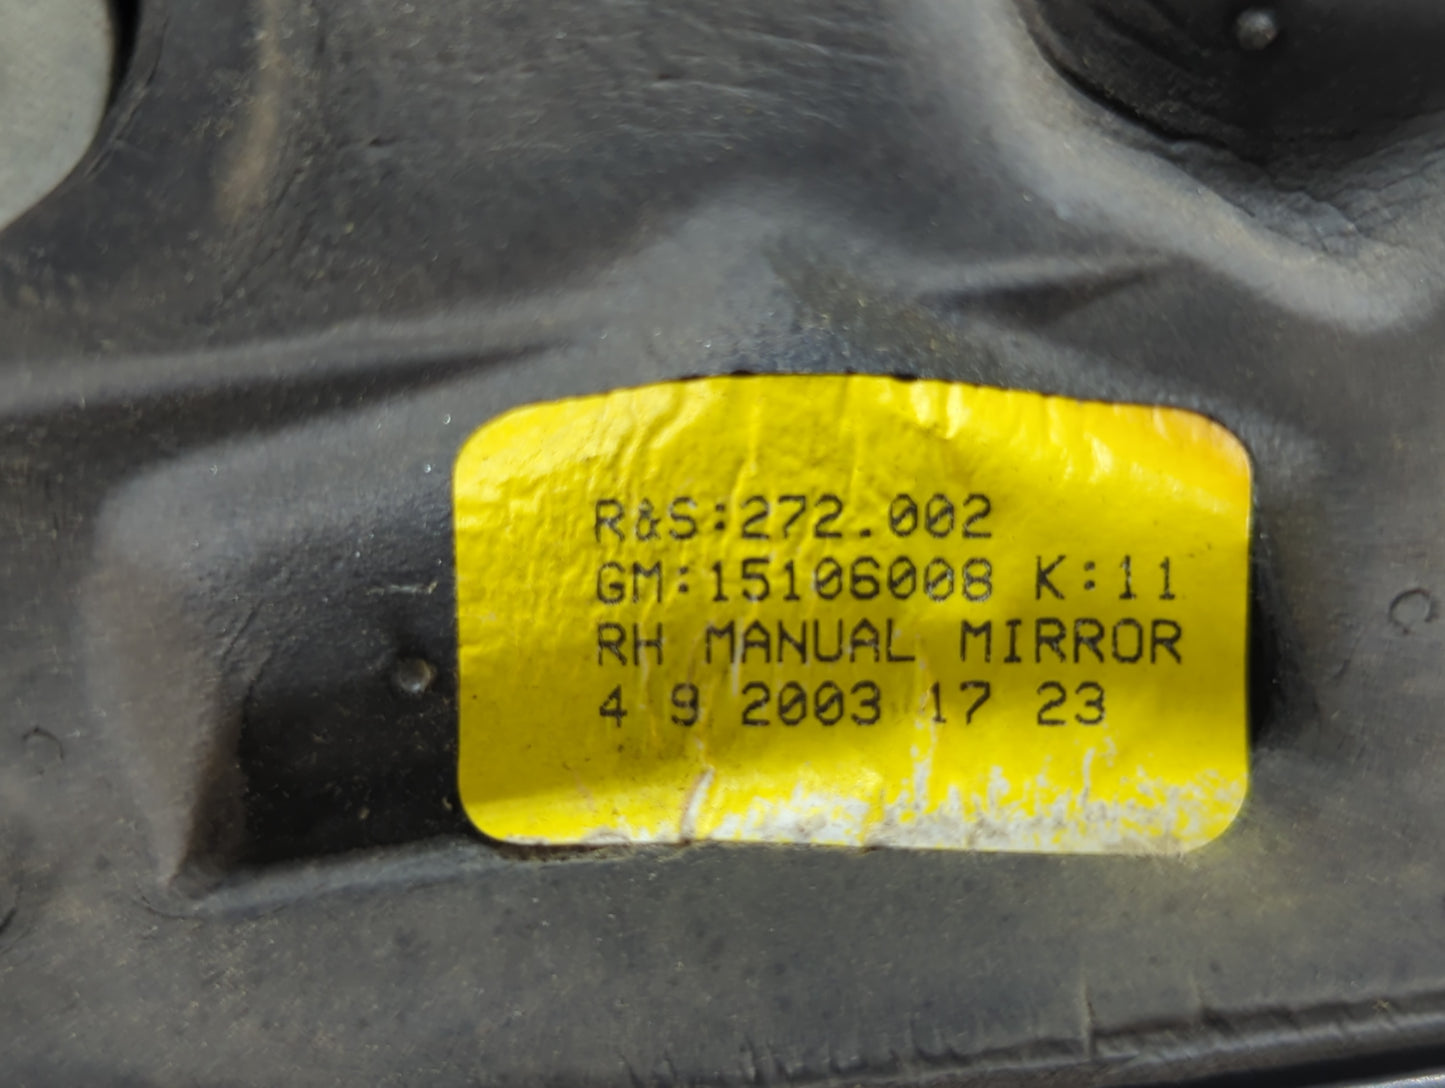 R&S:272.002
GM:15106008 K:11
RH MANUAL MIRROR
4 9 2003 17 23